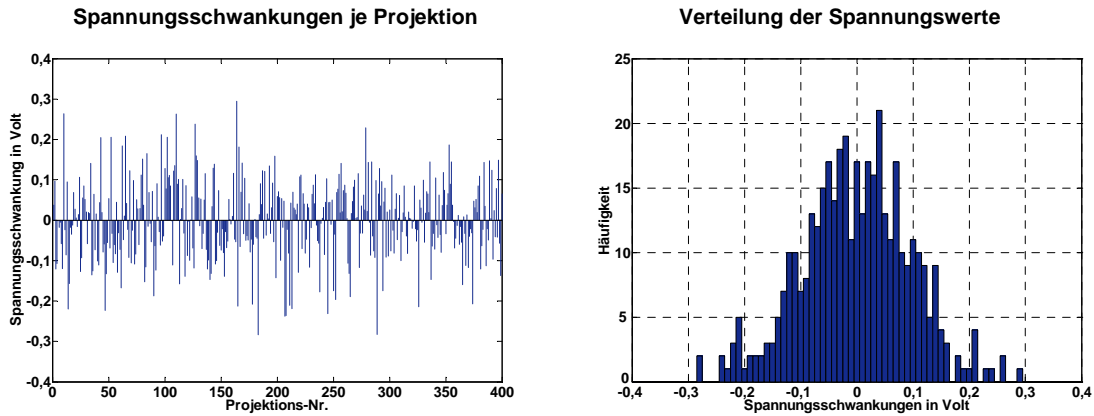 Spannungsschwankungen je Projektion
Spannungsschwankung in Volt
0,4
0,3
0,2
0,1
0
-0,1
-0,2
-0,3
-0,4
0 50 100 150 200 250 300 350 400
Projektions-Nr.
Verteilung der Spannungswerte
Häufigkeit
25
20
15
10
5
0
-0,4 -0,3 -0,2 -0,1 0 0,1 0,2 0,3 0,4
Spannungsschwankungen in Volt